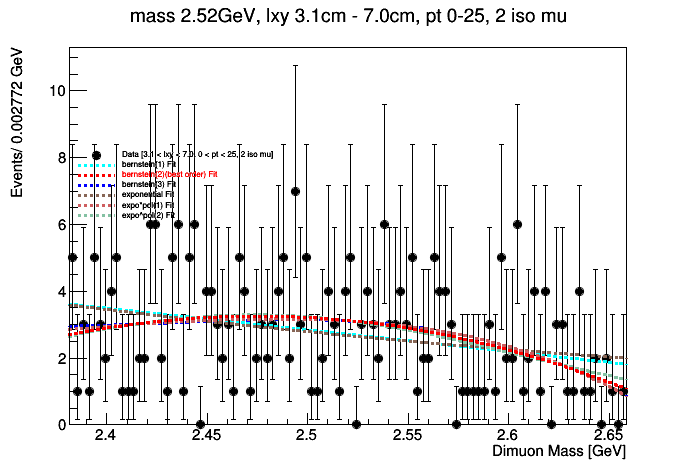 mass 2.52GeV, lxy 3.1cm - 7.0cm, pt 0-25, 2 iso mu
Events/ 0.002772 GeV
10
8
6
4
2
0
Data [3.1 < lxy < 7.0, 0 < pt < 25, 2 iso mu]
bernstein(1) Fit
bernstein(2)(best order) Fit
bernstein(3) Fit
exponential Fit
expo*pol(1) Fit
expo*pol(2) Fit
2.4 2.45 2.5 2.55 2.6 2.65
Dimuon Mass [GeV]